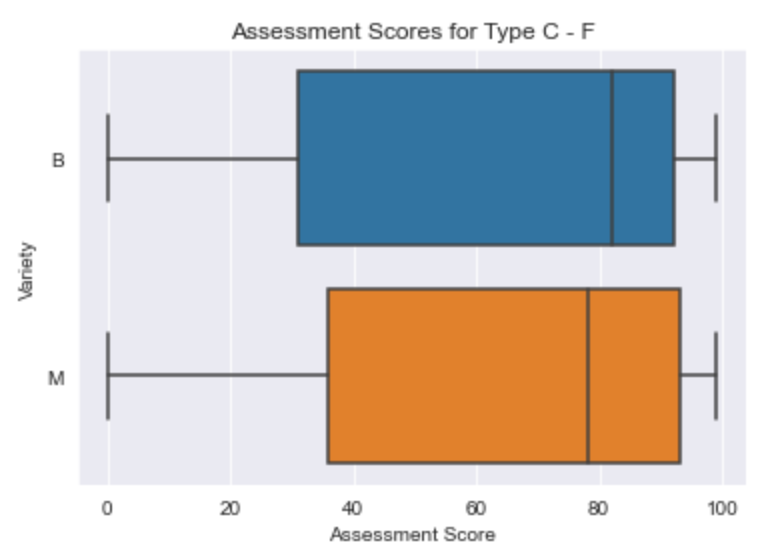 Assessment Scores for Type C - F
Variety
B
M
0 20 40 60 80 100
Assessment Score